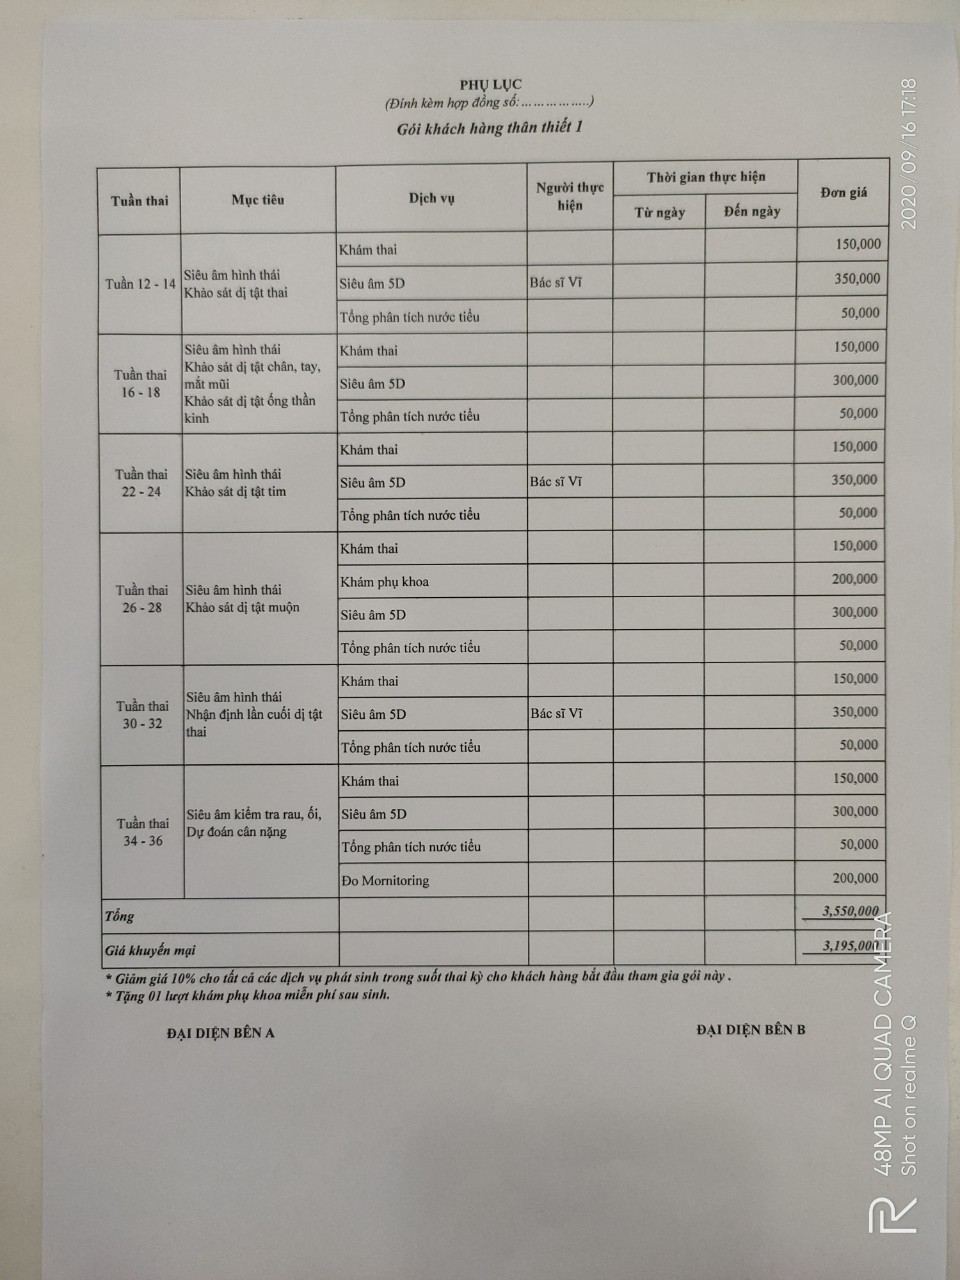 PHỤ LỤC
(Đính kèm hợp đồng số:………………)
Gói khách hàng thân thiết 1
Tuần thai Mục tiêu Dịch vụ Người thực hiện Thời gian thực hiện Đơn giá
Từ ngày Đến ngày
Tuần 12 - 14
Siêu âm hình thái
Khảo sát dị tật thai
Khám thai 150,000
Siêu âm 5D Bác sĩ Vĩ 350,000
Tổng phân tích nước tiểu 50,000
Tuần thai
16 - 18
Siêu âm hình thái
Khảo sát dị tật chân, tay,
mắt mũi
Khảo sát dị tật ống thần
kinh
Khám thai 150,000
Siêu âm 5D 300,000
Tổng phân tích nước tiểu 50,000
Tuần thai
22 - 24
Siêu âm hình thái
Khảo sát dị tật tim
Khám thai 150,000
Siêu âm 5D Bác sĩ Vĩ 350,000
Tổng phân tích nước tiểu 50,000
Tuần thai
26 - 28
Siêu âm hình thái
Khảo sát dị tật muộn
Khám thai 150,000
Khám phụ khoa 200,000
Siêu âm 5D 300,000
Tổng phân tích nước tiểu 50,000
Tuần thai
30 - 32
Siêu âm hình thái
Nhận định lần cuối dị tật
thai
Khám thai 150,000
Siêu âm 5D Bác sĩ Vĩ 350,000
Tổng phân tích nước tiểu 50,000
Tuần thai
34 - 36
Siêu âm kiểm tra rau, ối,
Dự đoán cân nặng
Khám thai 150,000
Siêu âm 5D 300,000
Tổng phân tích nước tiểu 50,000
Đo Mornitoring 200,000
Tổng 3,550,000
Giá khuyến mại 3,195,000
* Giảm giá 10% cho tất cả các dịch vụ phát sinh trong suốt thai kỳ cho khách hàng bắt đầu tham gia gói này .
* Tặng 01 lượt khám phụ khoa miễn phí sau sinh.
ĐẠI DIỆN BÊN A ĐẠI DIỆN BÊN B
2020/09/16 17:18
R 48MP AI QUAD CAMERA
Shot on realme Q